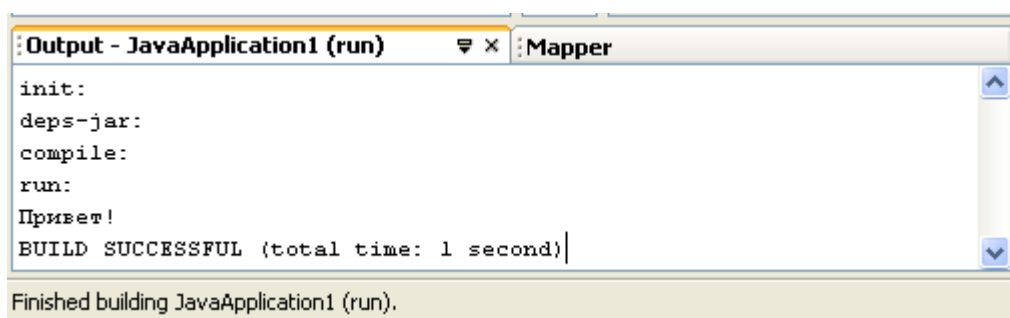 Output - JavaApplication1 (run)
Mapper
init:
deps-jar:
compile:
run:
Привет!
BUILD SUCCESSFUL (total time: 1 second)
Finished building JavaApplication1 (run).